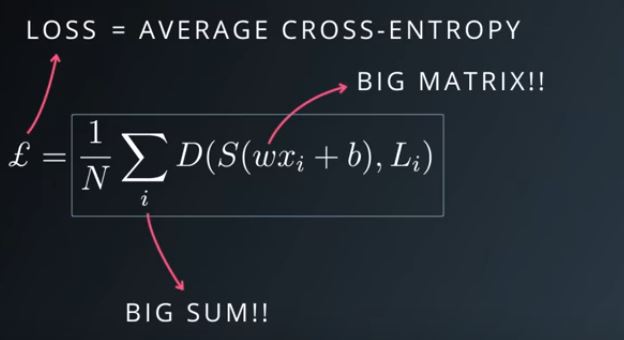 LOSS = AVERAGE CROSS-ENTROPY
BIG MATRIX!!
£ = 1/N ∑_i D(S(wx_i + b), L_i)
BIG SUM!!